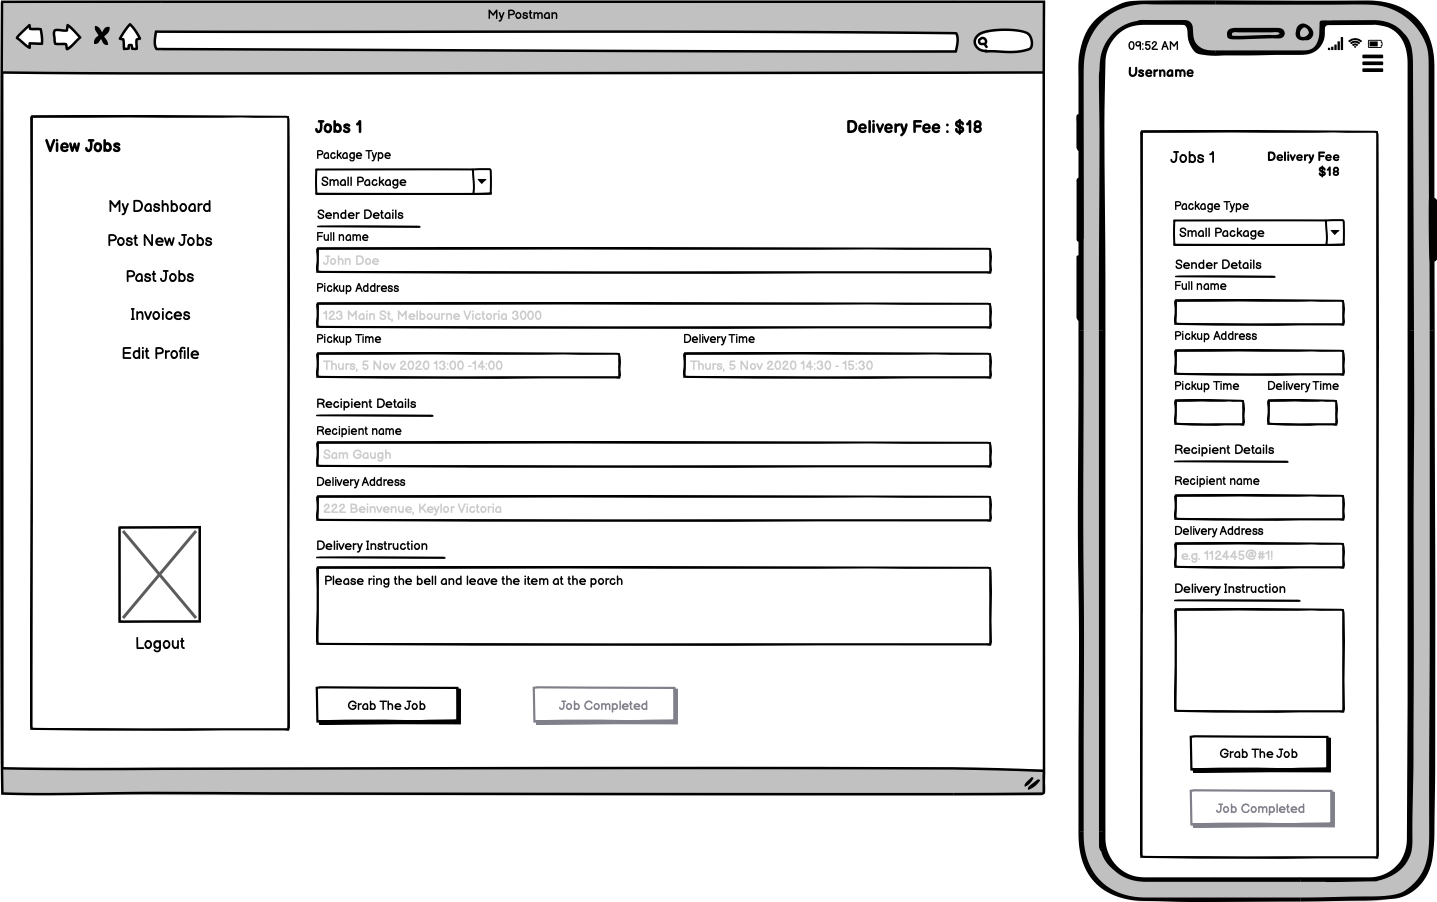 My Postman
View Jobs
My Dashboard
Post New Jobs
Past Jobs
Invoices
Edit Profile
Logout
Jobs 1
Delivery Fee : $18
Package Type
Small Package
Sender Details
Full name
John Doe
Pickup Address
123 Main St, Melbourne Victoria 3000
Pickup Time
Delivery Time
Thurs, 5 Nov 2020 13:00 -14:00
Thurs, 5 Nov 2020 14:30 - 15:30
Recipient Details
Recipient name
Sam Gaugh
Delivery Address
222 Beinvenue, Keylor Victoria
Delivery Instruction
Please ring the bell and leave the item at the porch
Grab The Job
Job Completed
09:52 AM
Username
Jobs 1
Delivery Fee
$18
Package Type
Small Package
Sender Details
Full name
Pickup Address
Pickup Time
Delivery Time
Recipient Details
Recipient name
Delivery Address
e.g. 112445@#1!
Delivery Instruction
Grab The Job
Job Completed